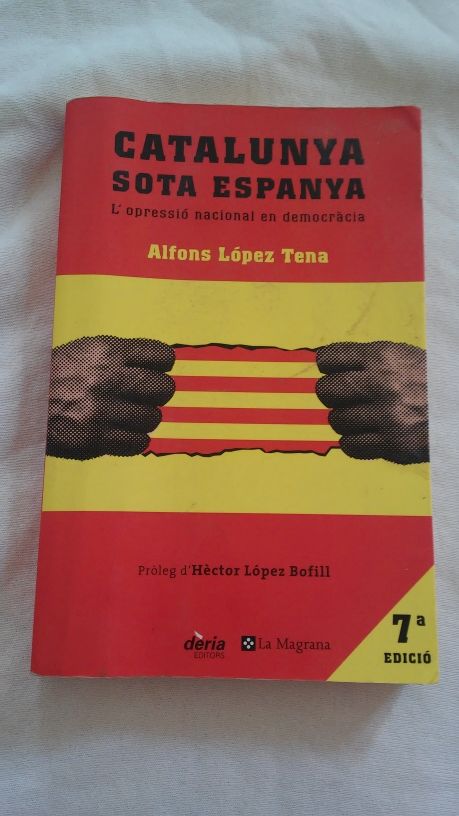 CATALUNYA
SOTA ESPANYA
L'opressió nacional en democràcia
Alfons López Tena
Pròleg d'Hèctor López Bofill
dèria
EDITORS
La Magrana
7ª
EDICIÓ